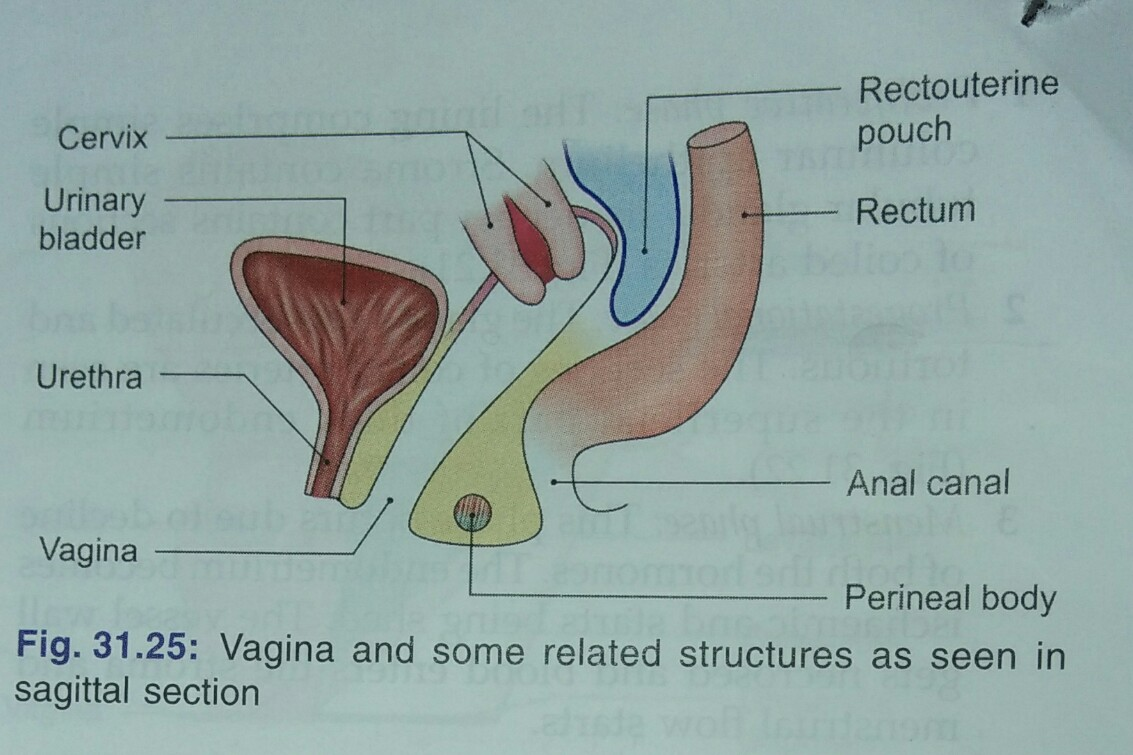 Rectouterine
pouch
Cervix
Urinary
bladder
Rectum
Urethra
Anal canal
Vagina
Perineal body
Fig. 31.25: Vagina and some related structures as seen in
sagittal section